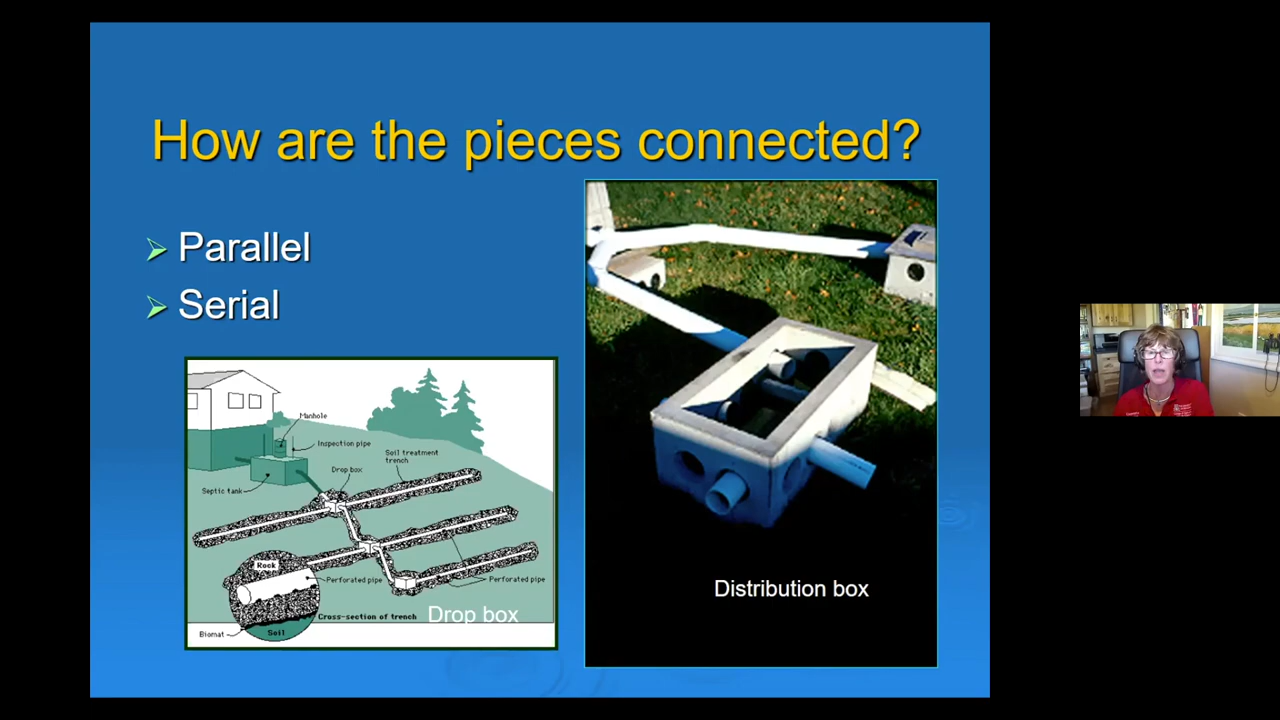 How are the pieces connected?
Parallel
Serial
Manhole
Inspection pipe
Soil treatment
trench
Drop box
Septic tank
Rock
Perforated pipe
Perforated pipe
Cross-section of trench
Drop box
Biomat
Soil
Distribution box